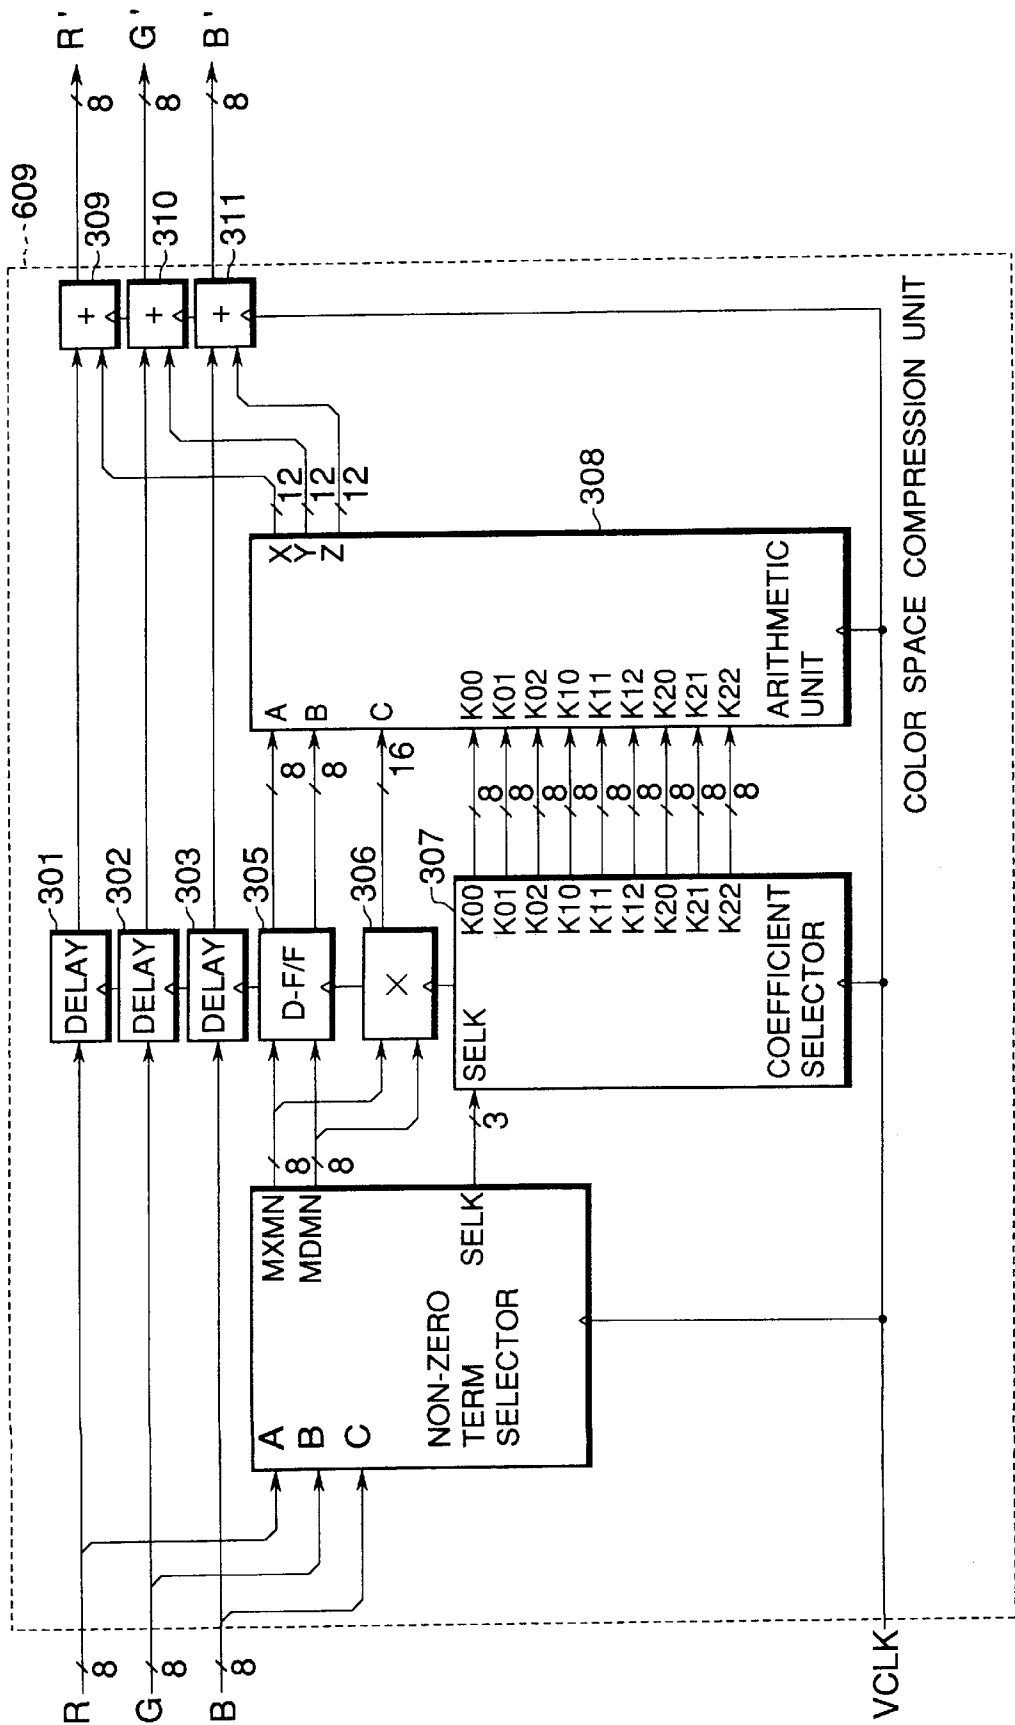 609
R 8
G 8
B 8
VCLK
A
B
C
NON-ZERO
TERM
SELECTOR
MXMN
MDMN
SELK
8
8
3
301
DELAY
302
DELAY
303
DELAY
305
D-F/F
306
×
307
SELK
COEFFICIENT
SELECTOR
K00
K01
K02
K10
K11
K12
K20
K21
K22
8
8
16
8
8
8
8
8
8
8
8
8
308
A
B
C
K00
K01
K02
K10
K11
K12
K20
K21
K22
ARITHMETIC
UNIT
X
Y
Z
12
12
12
309
+
310
+
311
+
8 R'
8 G'
8 B'
COLOR SPACE COMPRESSION UNIT